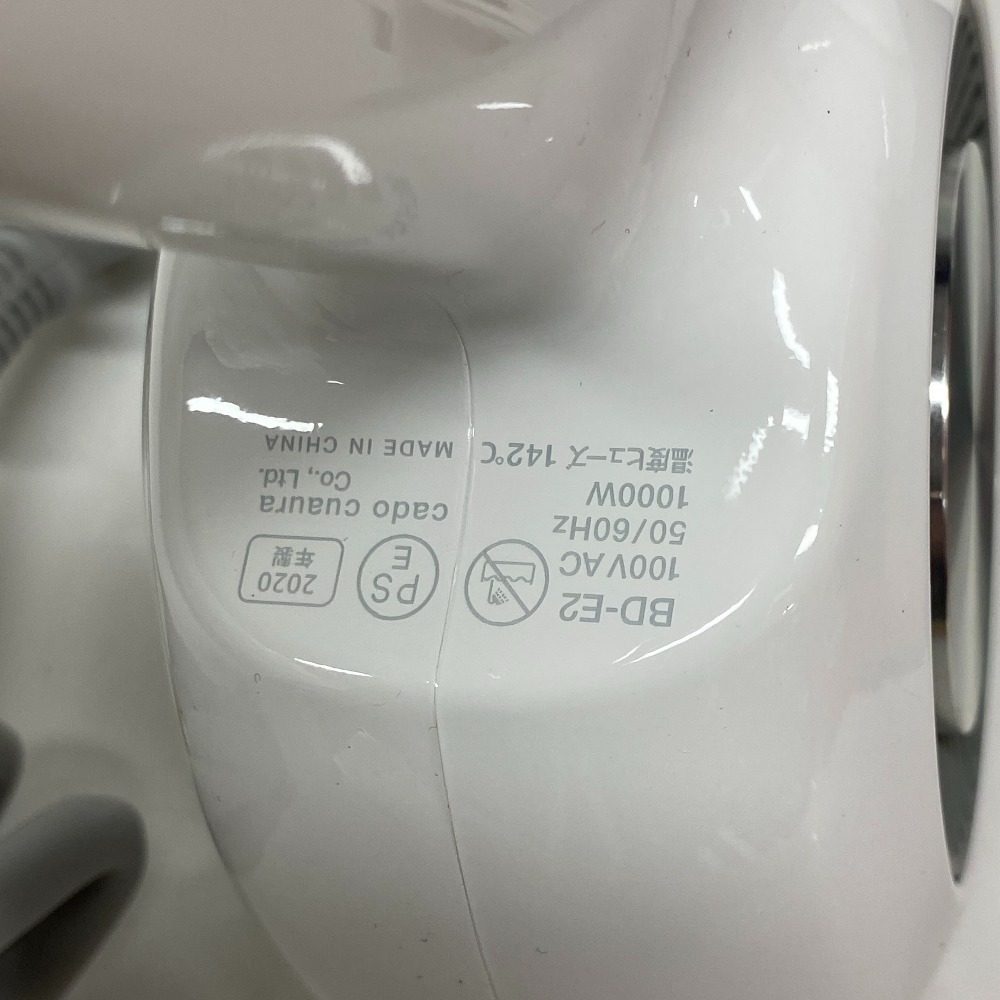 BD-E2
100VAC
50/60Hz
1000W
温度ヒューズ 142℃
PS
E
2020
年製
cado cuaura
Co., Ltd.
MADE IN CHINA